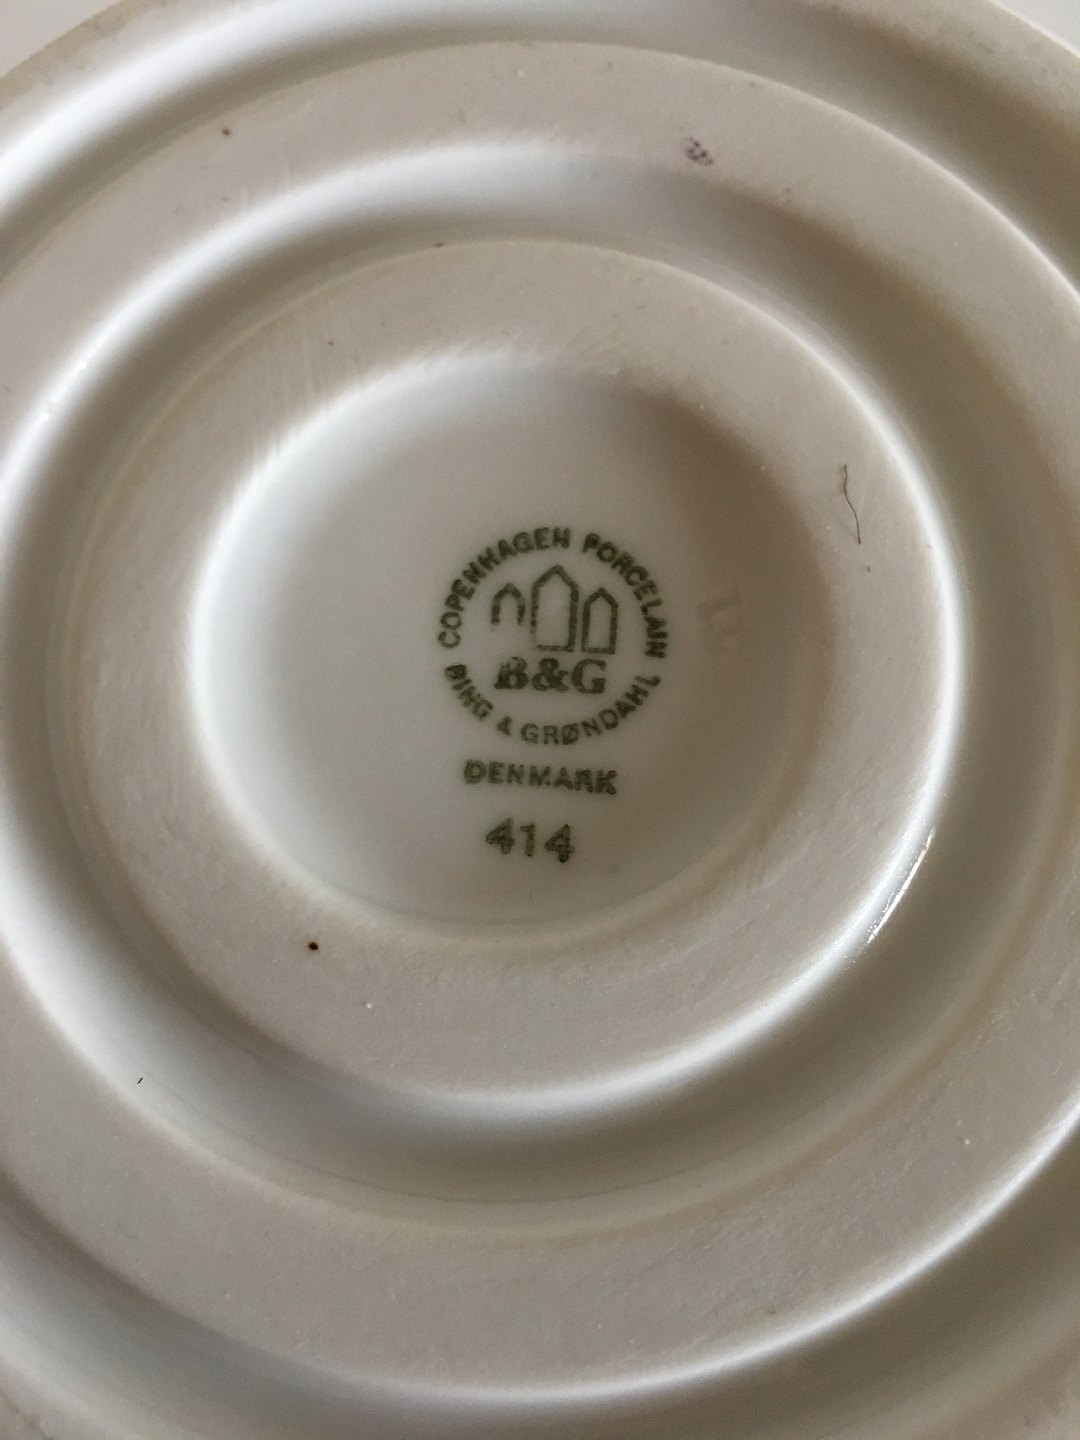 COPENHAGEN PORCELAIN
B&G
BING & GRØNDAHL
DENMARK
414